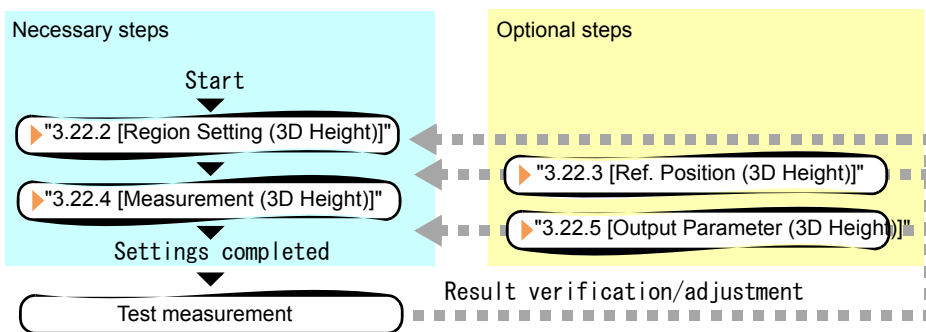 Necessary steps
Start
"3.22.2 [Region Setting (3D Height)]"
"3.22.4 [Measurement (3D Height)]"
Settings completed
Test measurement
Optional steps
"3.22.3 [Ref. Position (3D Height)]"
"3.22.5 [Output Parameter (3D Height)]"
Result verification/adjustment